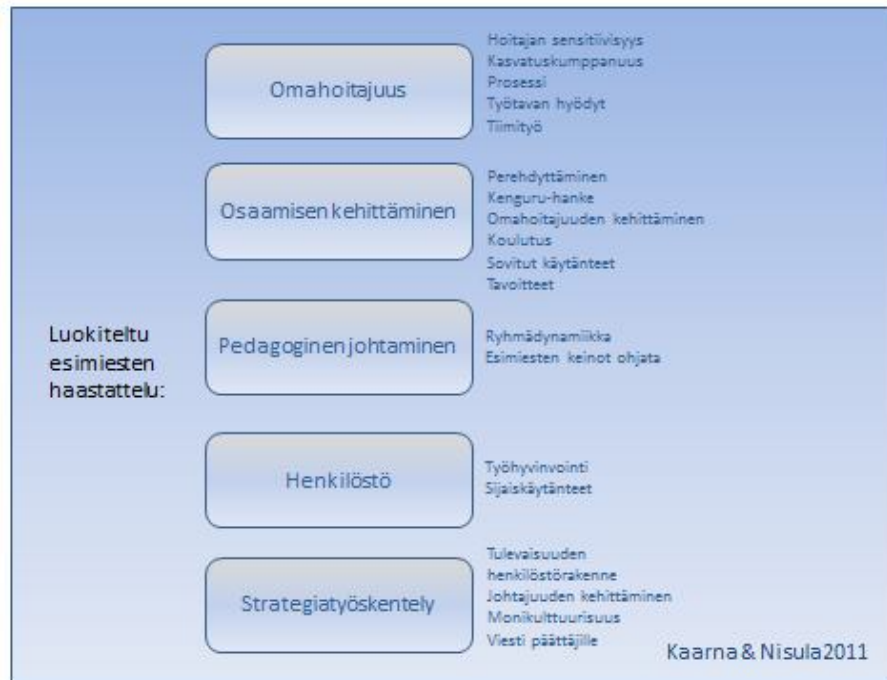 Omahoitajuus
Hoitajan sensitiivisyys
Kasvatuskumppanuus
Prosessi
Työtavan hyödyt
Tiimityö
Osaamisen kehittäminen
Perehdyttäminen
Kenguru-hanke
Omahoitajuuden kehittäminen
Koulutus
Sovitut käytänteet
Tavoitteet
Luokiteltu
esimiesten
haastattelu:
Pedagoginen johtaminen
Ryhmädynamiikka
Esimiesten keinot ohjata
Henkilöstö
Työhyvinvointi
Sijaiskäytänteet
Strategiatyöskentely
Tulevaisuuden
henkilöstörakenne
Johtajuuden kehittäminen
Monikulttuurisuus
Viesti päättäjille
Kaarna & Nisula2011